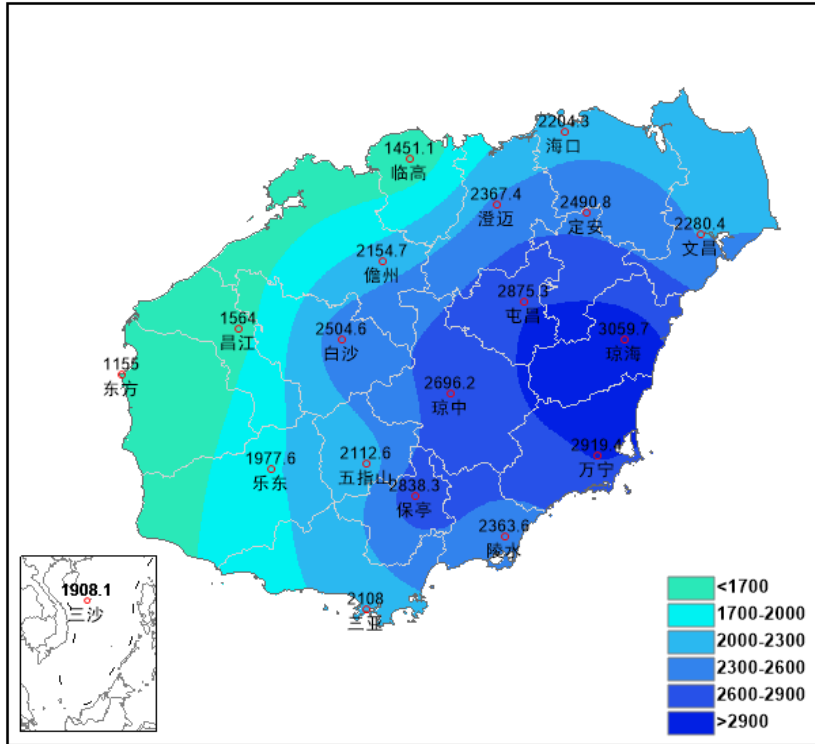 2204.3
海口
1451.1
临高
2367.4
澄迈
2490.8
定安
2280.4
文昌
2154.7
儋州
2875.3
屯昌
1564
昌江
2504.6
白沙
3059.7
琼海
1155
东方
2696.2
琼中
2919.4
万宁
1977.6
乐东
2112.6
五指山
2838.3
保亭
2363.6
陵水
2108
三亚
1908.1
三沙
<1700
1700-2000
2000-2300
2300-2600
2600-2900
>2900